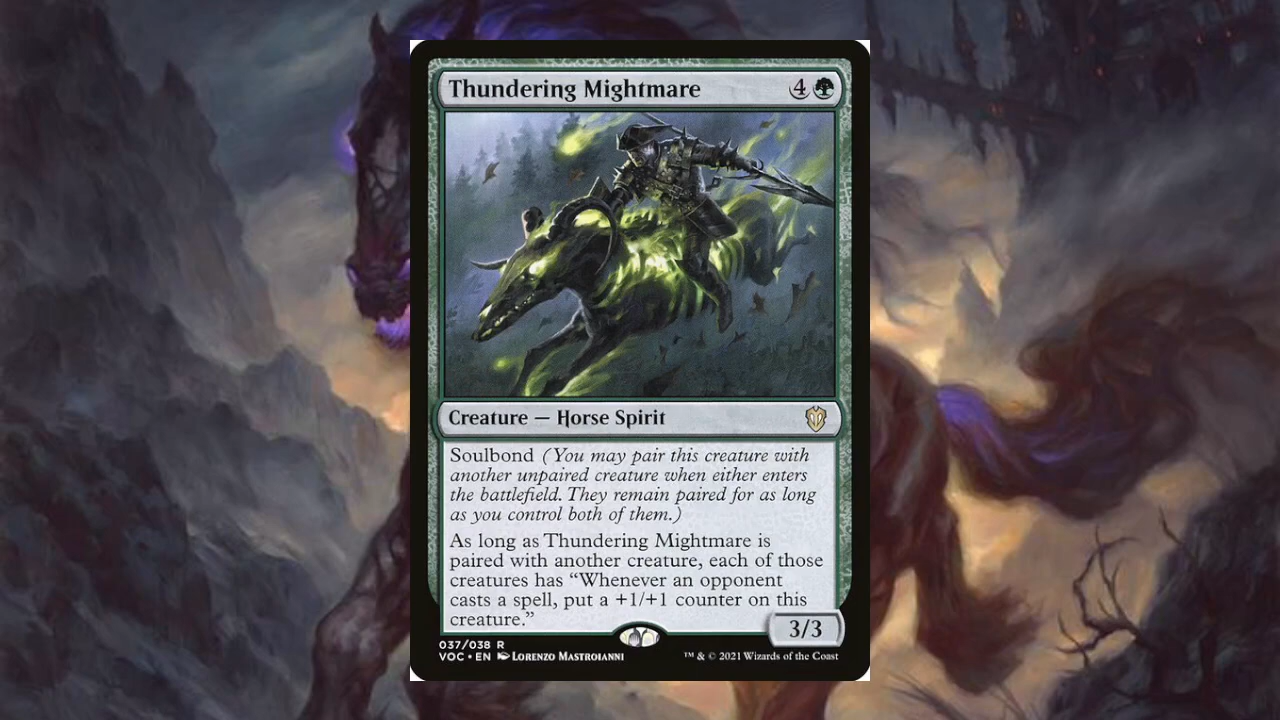 Thundering Mightmare 4
Creature — Horse Spirit
Soulbond (You may pair this creature with
another unpaired creature when either enters
the battlefield. They remain paired for as long
as you control both of them.)
As long as Thundering Mightmare is
paired with another creature, each of those
creatures has “Whenever an opponent
casts a spell, put a +1/+1 counter on this
creature.”
3/3
037/038 R
VOC • EN Lorenzo Mastroianni ™ & © 2021 Wizards of the Coast